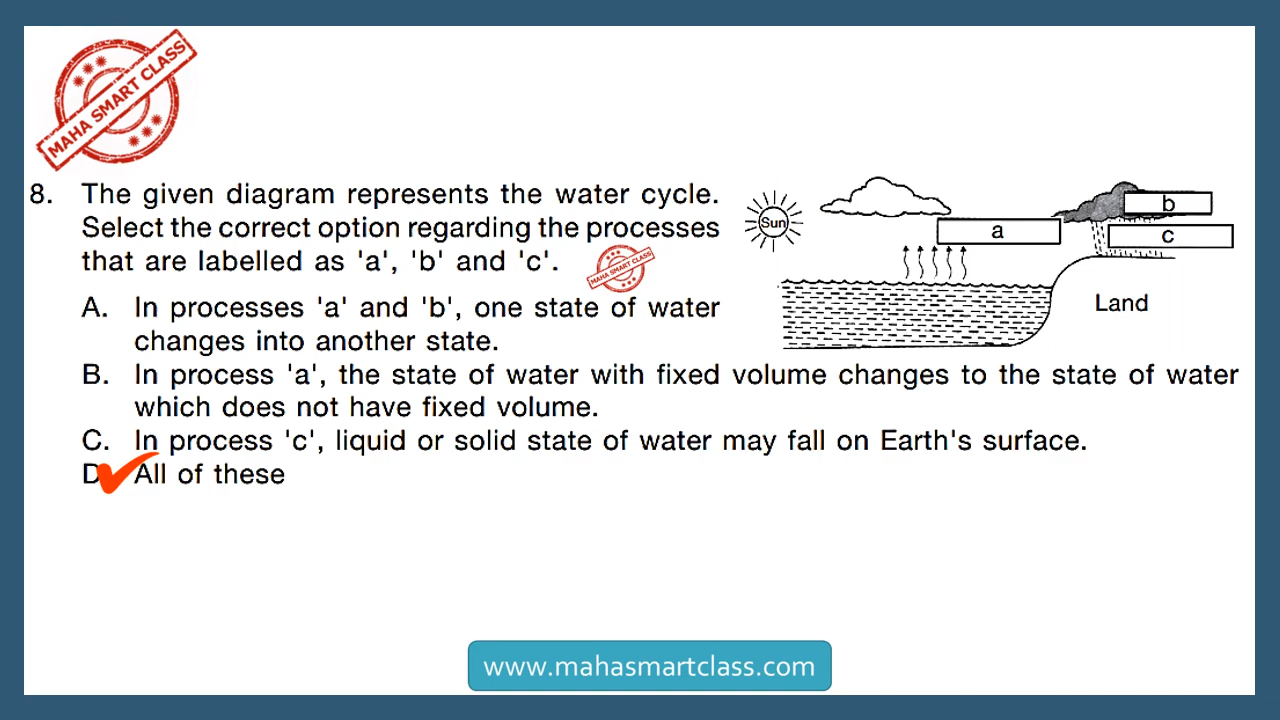 MAHA SMART CLASS
8. The given diagram represents the water cycle.
Select the correct option regarding the processes
that are labelled as 'a', 'b' and 'c'.
MAHA SMART CLASS
Sun
a
b
c
Land
A. In processes 'a' and 'b', one state of water
changes into another state.
B. In process 'a', the state of water with fixed volume changes to the state of water
which does not have fixed volume.
C. In process 'c', liquid or solid state of water may fall on Earth's surface.
D All of these
www.mahasmartclass.com